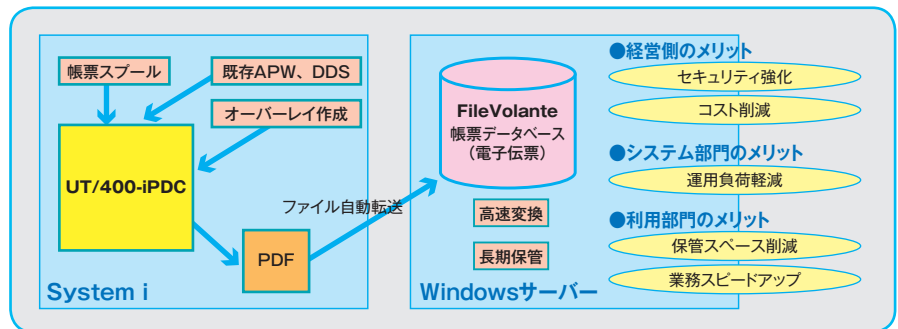 帳票スプール
既存APW、DDS
オーバーレイ作成
UT/400-iPDC
PDF
ファイル自動転送
System i
FileVolante
帳票データベース
（電子伝票）
高速変換
長期保管
Windowsサーバー
●経営側のメリット
セキュリティ強化
コスト削減
●システム部門のメリット
運用負荷軽減
●利用部門のメリット
保管スペース削減
業務スピードアップ